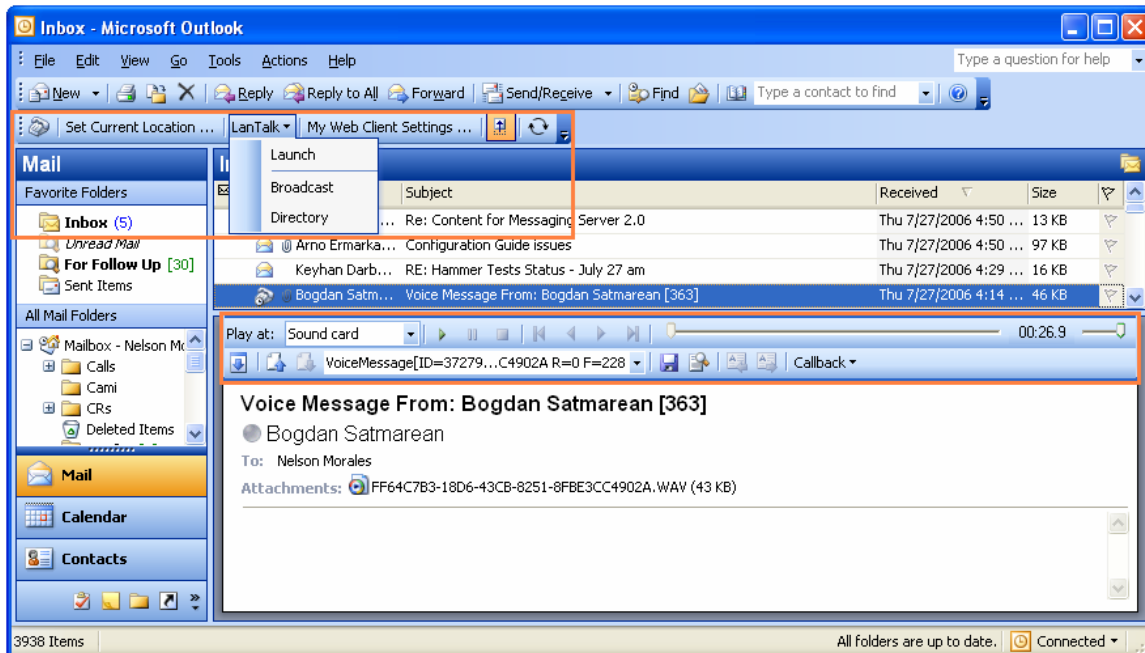 Inbox - Microsoft Outlook
File Edit View Go Tools Actions Help Type a question for help
New Reply Reply to All Forward Send/Receive Find Type a contact to find
Set Current Location ... LanTalk My Web Client Settings ...
Launch
Broadcast
Directory
Mail
Favorite Folders
Inbox (5)
Unread Mail
For Follow Up [30]
Sent Items
All Mail Folders
Mailbox - Nelson Mc
Calls
Cami
CRs
Deleted Items
Mail
Calendar
Contacts
Subject Received Size
... Re: Content for Messaging Server 2.0 Thu 7/27/2006 4:50 ... 13 KB
Arno Ermarka... Configuration Guide issues Thu 7/27/2006 4:50 ... 97 KB
Keyhan Darb... RE: Hammer Tests Status - July 27 am Thu 7/27/2006 4:29 ... 16 KB
Bogdan Satm... Voice Message From: Bogdan Satmarean [363] Thu 7/27/2006 4:14 ... 46 KB
Play at: Sound card 00:26.9
VoiceMessage[ID=37279...C4902A R=0 F=228 Callback
Voice Message From: Bogdan Satmarean [363]
Bogdan Satmarean
To: Nelson Morales
Attachments: FF64C7B3-18D6-43CB-8251-8FBE3CC4902A.WAV (43 KB)
3938 Items All folders are up to date. Connected